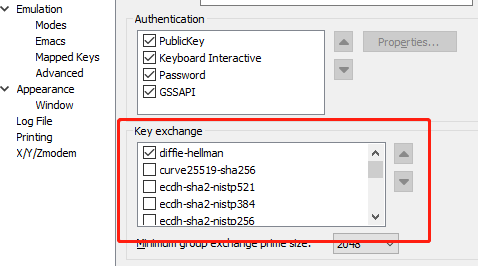 Emulation
Modes
Emacs
Mapped Keys
Advanced
Appearance
Window
Log File
Printing
X/Y/Zmodem
Authentication
PublicKey
Keyboard Interactive
Password
GSSAPI
Properties...
Key exchange
diffie-hellman
curve25519-sha256
ecdh-sha2-nistp521
ecdh-sha2-nistp384
ecdh-sha2-nistp256
Minimum group exchange prime size: 2048